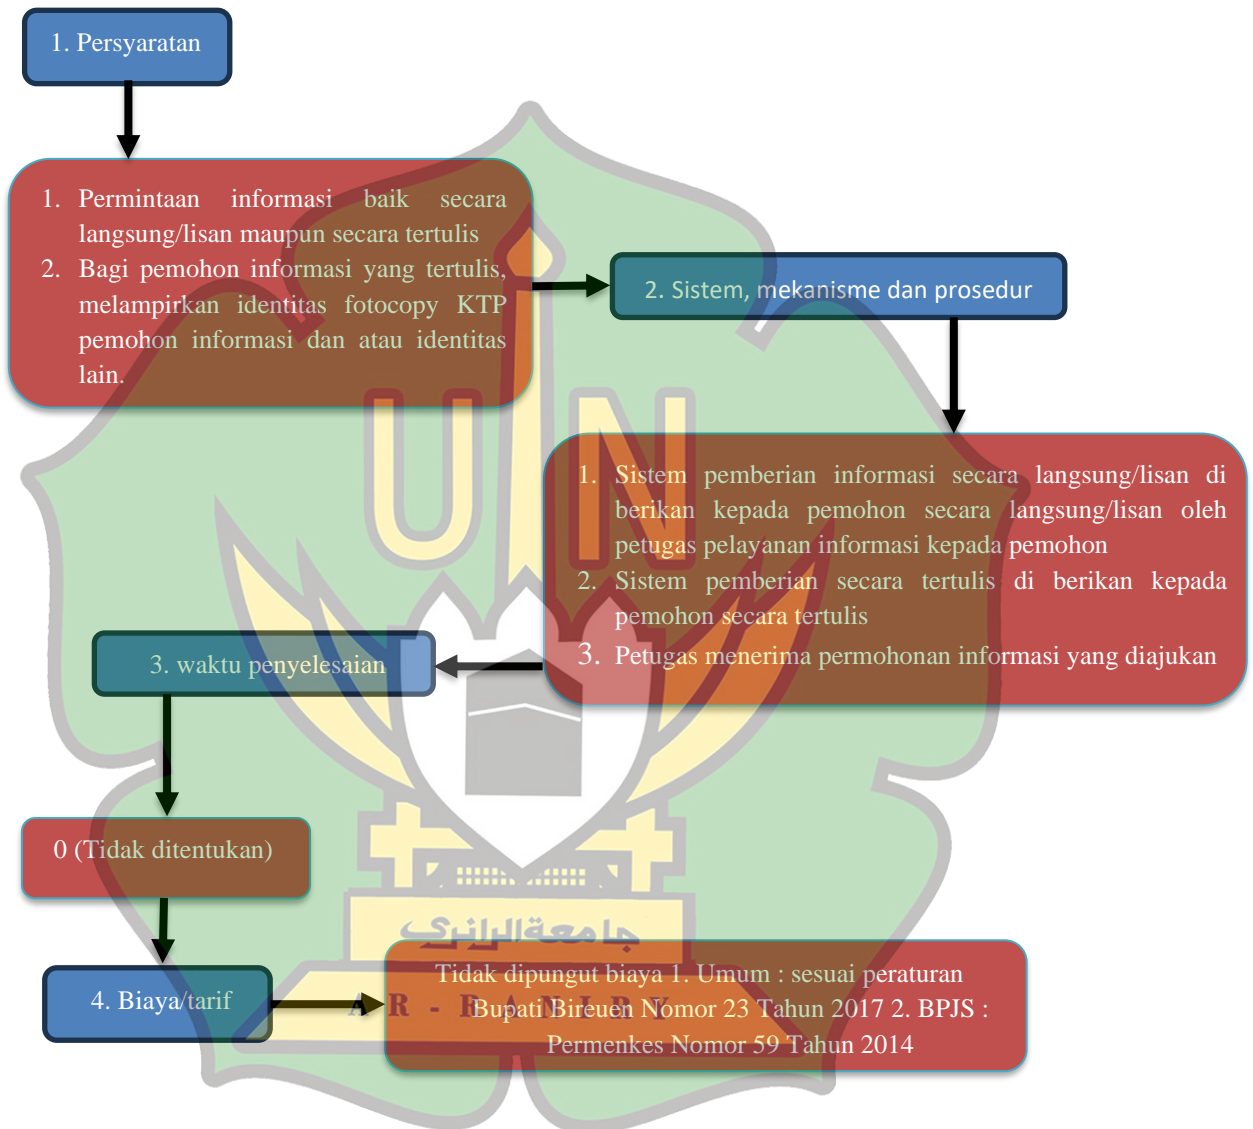 1. Persyaratan
1. Permintaan informasi baik secara
langsung/lisan maupun secara tertulis
2. Bagi pemohon informasi yang tertulis,
melampirkan identitas fotocopy KTP
pemohon informasi dan atau identitas
lain.
2. Sistem, mekanisme dan prosedur
1. Sistem pemberian informasi secara langsung/lisan di
berikan kepada pemohon secara langsung/lisan oleh
petugas pelayanan informasi kepada pemohon
2. Sistem pemberian secara tertulis di berikan kepada
pemohon secara tertulis
3. Petugas menerima permohonan informasi yang diajukan
3. waktu penyelesaian
0 (Tidak ditentukan)
4. Biaya/tarif
Tidak dipungut biaya 1. Umum : sesuai peraturan
Bupati Bireuen Nomor 23 Tahun 2017 2. BPJS :
Permenkes Nomor 59 Tahun 2014
UIN
جامعة الرانري
AR-RANIRY